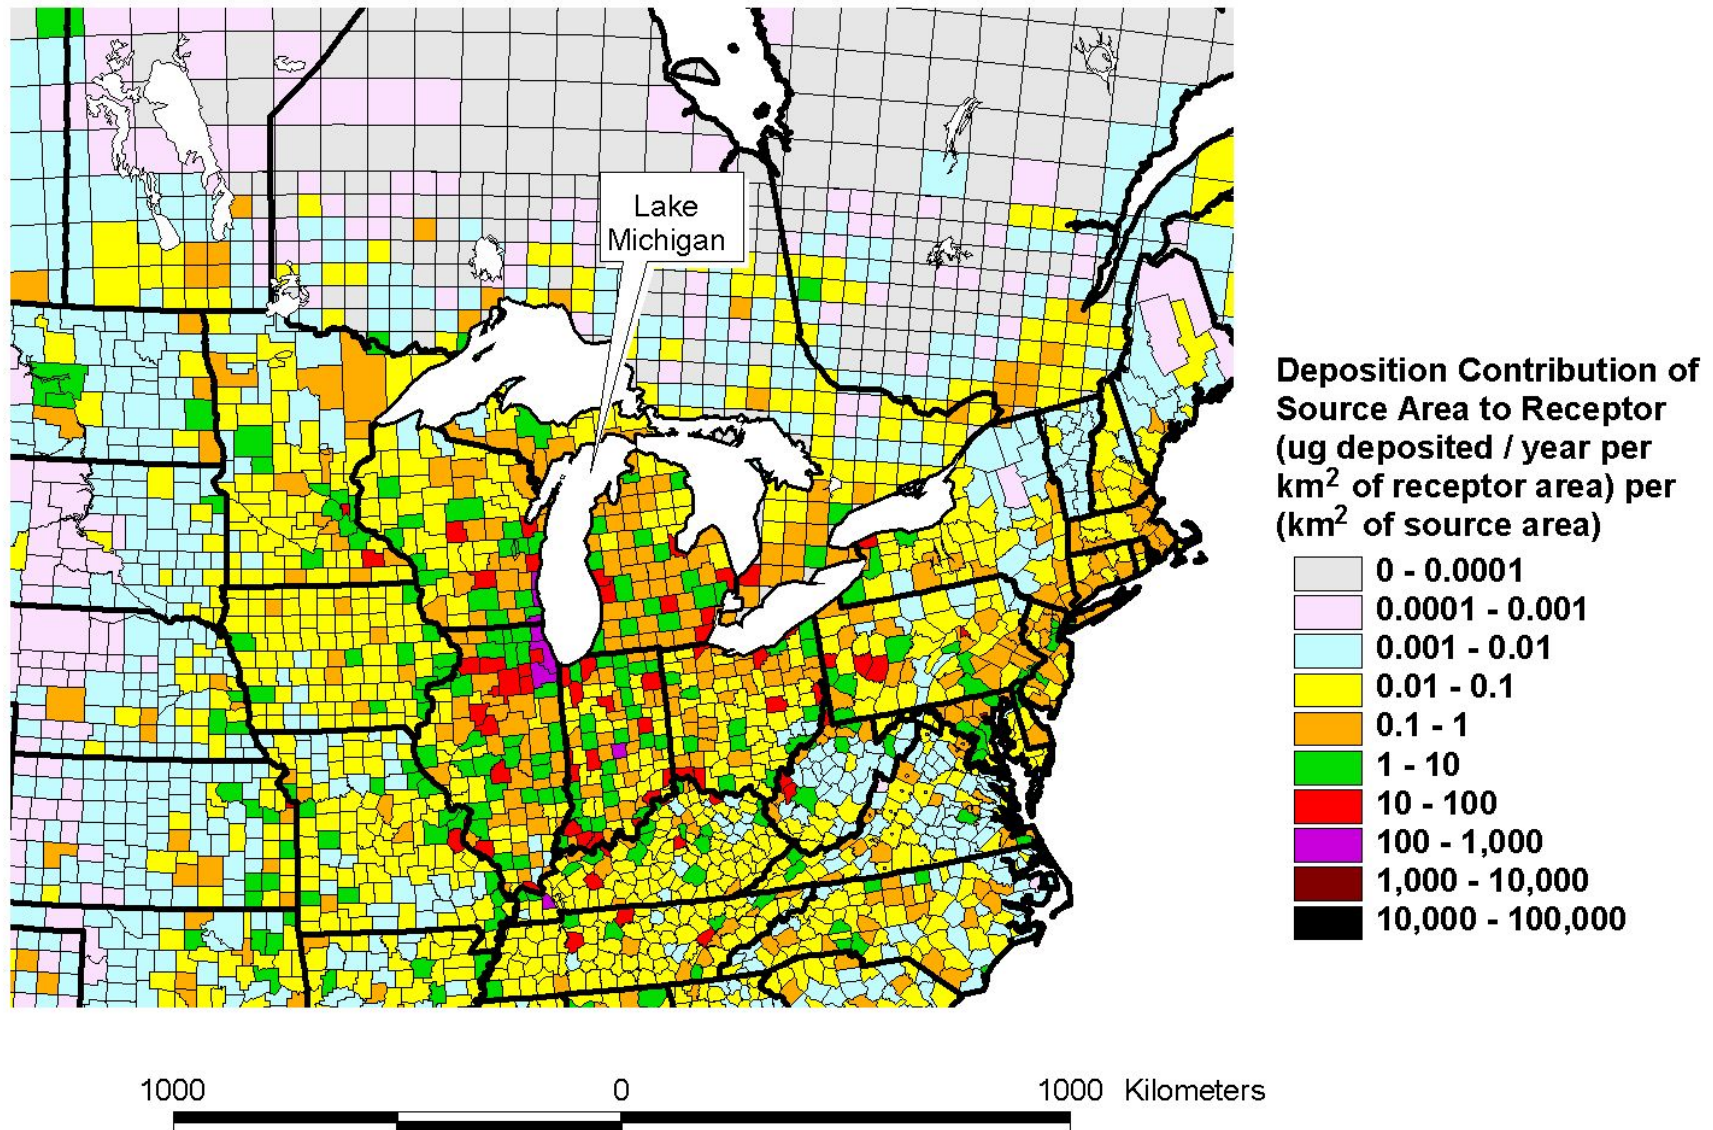 Lake
Michigan
Deposition Contribution of
Source Area to Receptor
(ug deposited / year per
km² of receptor area) per
(km² of source area)
0 - 0.0001
0.0001 - 0.001
0.001 - 0.01
0.01 - 0.1
0.1 - 1
1 - 10
10 - 100
100 - 1,000
1,000 - 10,000
10,000 - 100,000
1000 0 1000 Kilometers